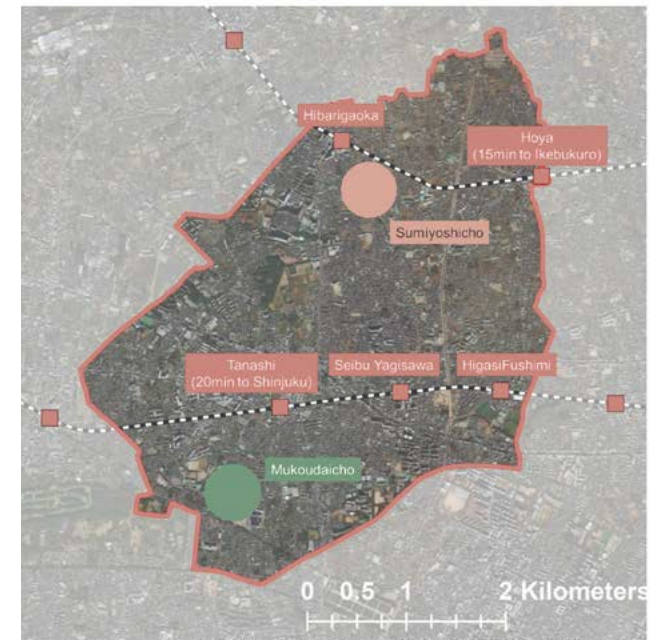 Hibarigaoka
Hoya
(15min to Ikebukuro)
Sumiyoshicho
Tanashi
(20min to Shinjuku)
Seibu Yagisawa
HigasiFushimi
Mukoudaicho
0 0.5 1 2 Kilometers